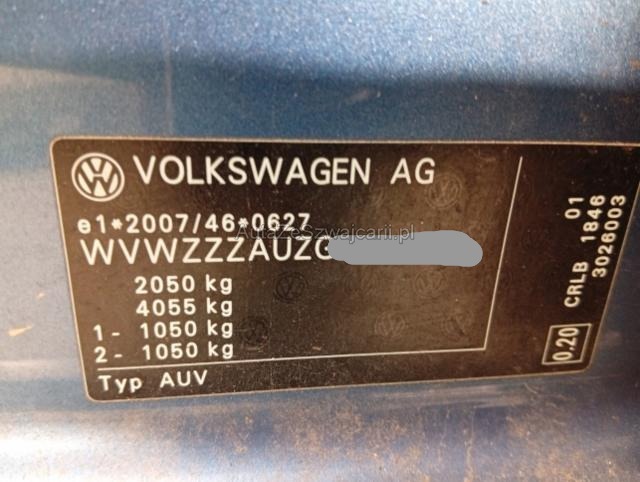 VOLKSWAGEN AG
e1*2007/46*0627
AutaZeSzwajcarii.pl
WVWZZZAUZG
2050 kg
4055 kg
1- 1050 kg
2- 1050 kg
Typ AUV
01
CRLB 1846
3026003
0.20